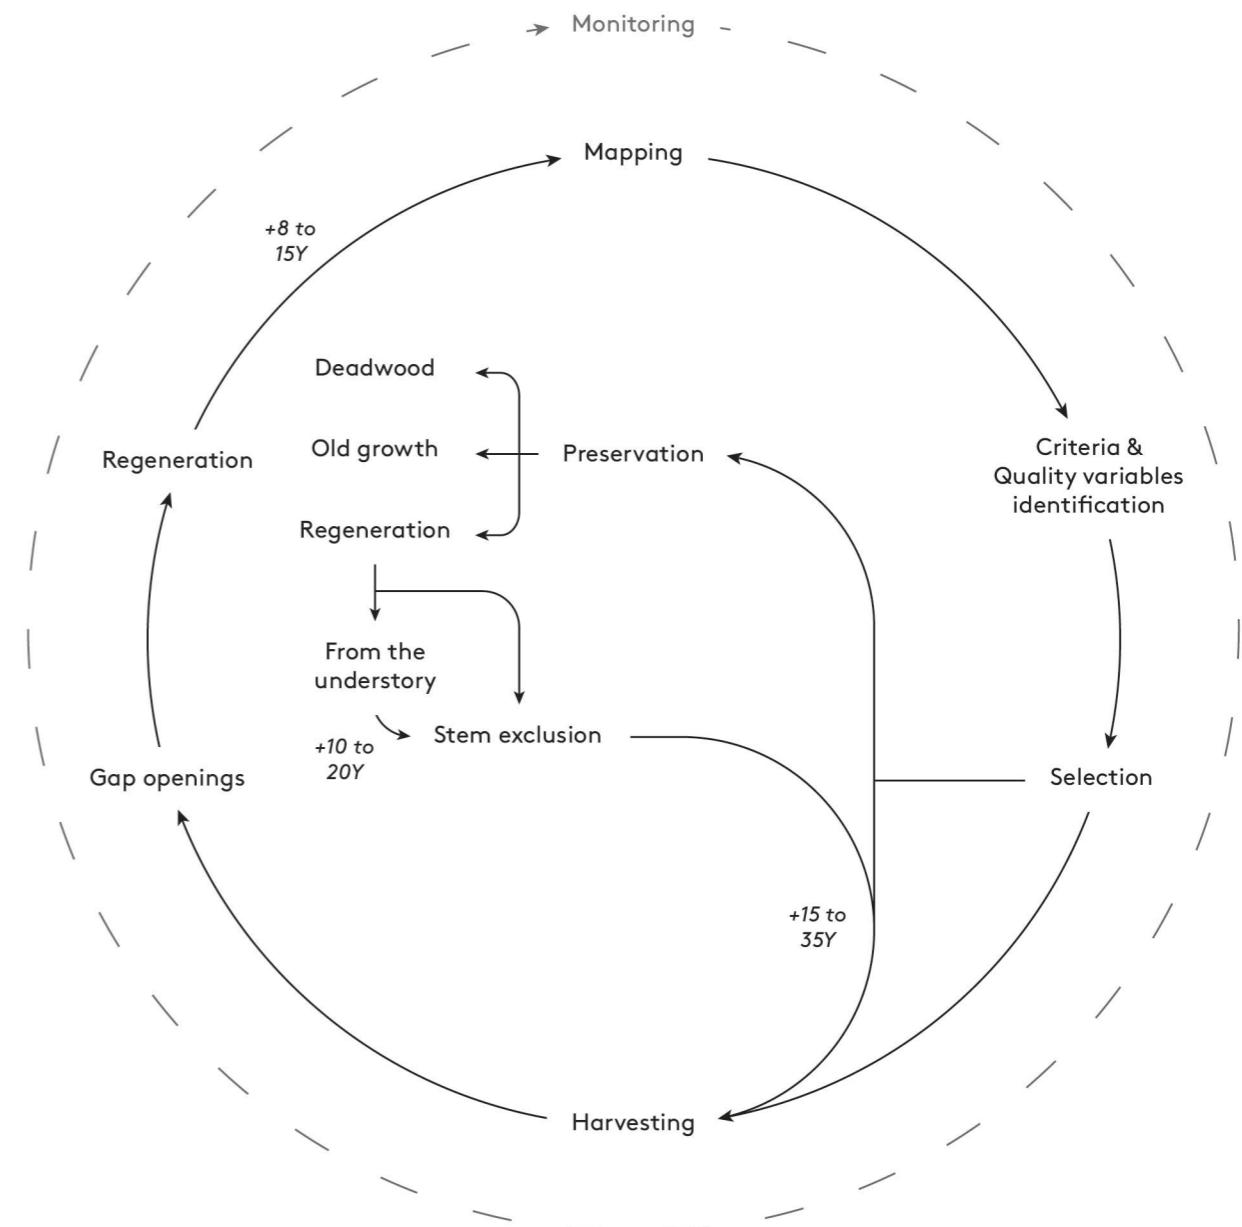 Monitoring
Mapping
+8 to
15Y
Deadwood
Old growth
Preservation
Regeneration
Regeneration
Criteria &
Quality variables
identification
From the
understory
+10 to
20Y
Stem exclusion
Gap openings
Selection
+15 to
35Y
Harvesting